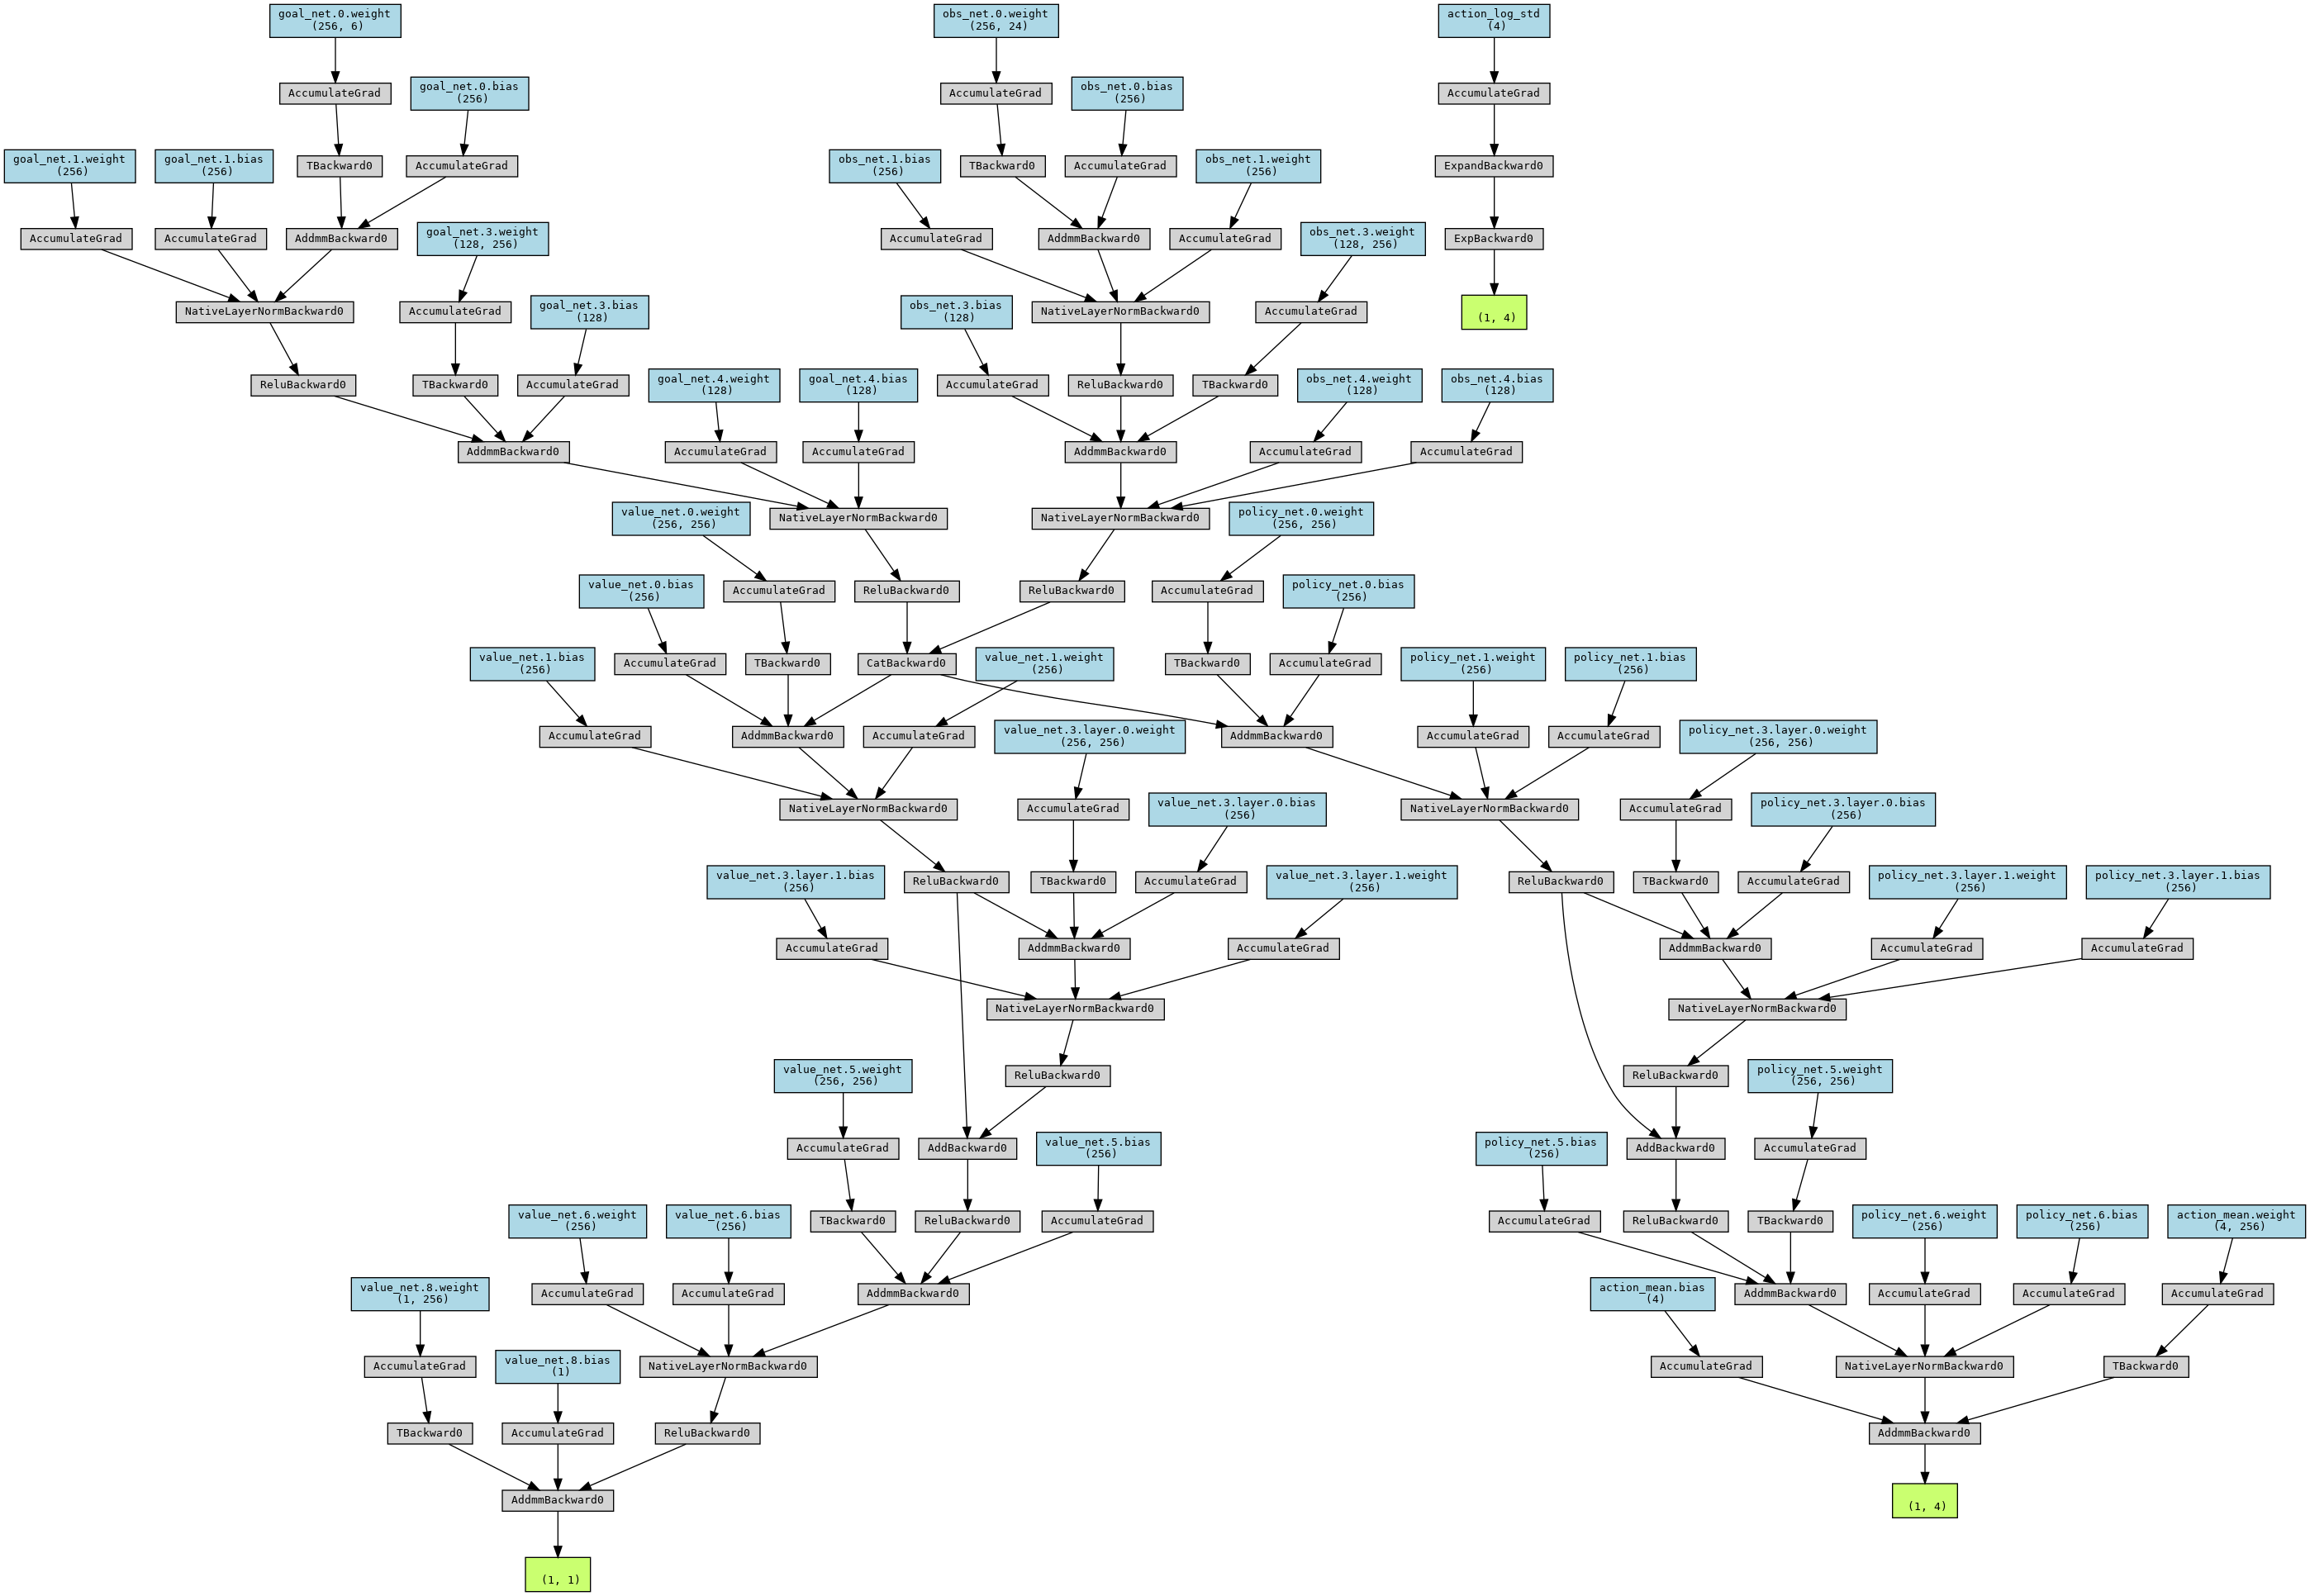 goal_net.0.weight
(256, 6)
obs_net.0.weight
(256, 24)
action_log_std
(4)
AccumulateGrad
goal_net.0.bias
(256)
AccumulateGrad
obs_net.0.bias
(256)
AccumulateGrad
goal_net.1.weight
(256)
goal_net.1.bias
(256)
TBackward0
AccumulateGrad
obs_net.1.bias
(256)
TBackward0
AccumulateGrad
obs_net.1.weight
(256)
ExpandBackward0
AccumulateGrad
AccumulateGrad
AddmmBackward0
goal_net.3.weight
(128, 256)
AccumulateGrad
AddmmBackward0
AccumulateGrad
obs_net.3.weight
(128, 256)
ExpBackward0
NativeLayerNormBackward0
AccumulateGrad
goal_net.3.bias
(128)
obs_net.3.bias
(128)
NativeLayerNormBackward0
AccumulateGrad
(1, 4)
ReluBackward0
TBackward0
AccumulateGrad
goal_net.4.weight
(128)
goal_net.4.bias
(128)
AccumulateGrad
ReluBackward0
TBackward0
obs_net.4.weight
(128)
obs_net.4.bias
(128)
AddmmBackward0
AccumulateGrad
AccumulateGrad
AddmmBackward0
AccumulateGrad
AccumulateGrad
value_net.0.weight
(256, 256)
NativeLayerNormBackward0
NativeLayerNormBackward0
policy_net.0.weight
(256, 256)
value_net.0.bias
(256)
AccumulateGrad
ReluBackward0
ReluBackward0
AccumulateGrad
policy_net.0.bias
(256)
value_net.1.bias
(256)
AccumulateGrad
TBackward0
CatBackward0
value_net.1.weight
(256)
TBackward0
AccumulateGrad
policy_net.1.weight
(256)
policy_net.1.bias
(256)
AccumulateGrad
AddmmBackward0
AccumulateGrad
value_net.3.layer.0.weight
(256, 256)
AddmmBackward0
AccumulateGrad
AccumulateGrad
policy_net.3.layer.0.weight
(256, 256)
NativeLayerNormBackward0
AccumulateGrad
value_net.3.layer.0.bias
(256)
NativeLayerNormBackward0
AccumulateGrad
policy_net.3.layer.0.bias
(256)
value_net.3.layer.1.bias
(256)
ReluBackward0
TBackward0
AccumulateGrad
value_net.3.layer.1.weight
(256)
ReluBackward0
TBackward0
AccumulateGrad
policy_net.3.layer.1.weight
(256)
policy_net.3.layer.1.bias
(256)
AccumulateGrad
AddmmBackward0
AccumulateGrad
AddmmBackward0
AccumulateGrad
AccumulateGrad
NativeLayerNormBackward0
NativeLayerNormBackward0
value_net.5.weight
(256, 256)
ReluBackward0
ReluBackward0
policy_net.5.weight
(256, 256)
AccumulateGrad
AddBackward0
value_net.5.bias
(256)
policy_net.5.bias
(256)
AddBackward0
AccumulateGrad
value_net.6.weight
(256)
value_net.6.bias
(256)
TBackward0
ReluBackward0
AccumulateGrad
AccumulateGrad
ReluBackward0
TBackward0
policy_net.6.weight
(256)
policy_net.6.bias
(256)
action_mean.weight
(4, 256)
value_net.8.weight
(1, 256)
AccumulateGrad
AccumulateGrad
AddmmBackward0
action_mean.bias
(4)
AddmmBackward0
AccumulateGrad
AccumulateGrad
AccumulateGrad
AccumulateGrad
value_net.8.bias
(1)
NativeLayerNormBackward0
AccumulateGrad
NativeLayerNormBackward0
TBackward0
TBackward0
AccumulateGrad
ReluBackward0
AddmmBackward0
AddmmBackward0
(1, 4)
(1, 1)